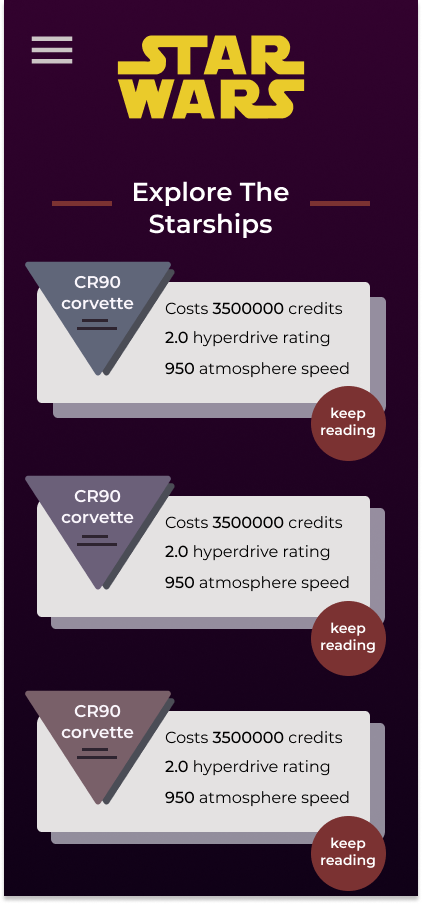 STAR
WARS
Explore The
Starships
CR90
corvette
Costs 3500000 credits
2.0 hyperdrive rating
950 atmosphere speed
keep
reading
CR90
corvette
Costs 3500000 credits
2.0 hyperdrive rating
950 atmosphere speed
keep
reading
CR90
corvette
Costs 3500000 credits
2.0 hyperdrive rating
950 atmosphere speed
keep
reading